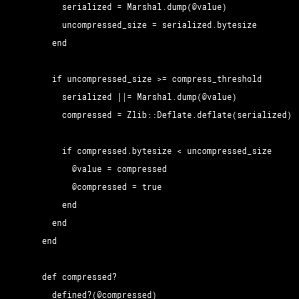 serialized = Marshal.dump(@value)
uncompressed_size = serialized.bytesize
end
if uncompressed_size >= compress_threshold
serialized ||= Marshal.dump(@value)
compressed = Zlib::Deflate.deflate(serialized)
if compressed.bytesize < uncompressed_size
@value = compressed
@compressed = true
end
end
end
def compressed?
defined?(@compressed)